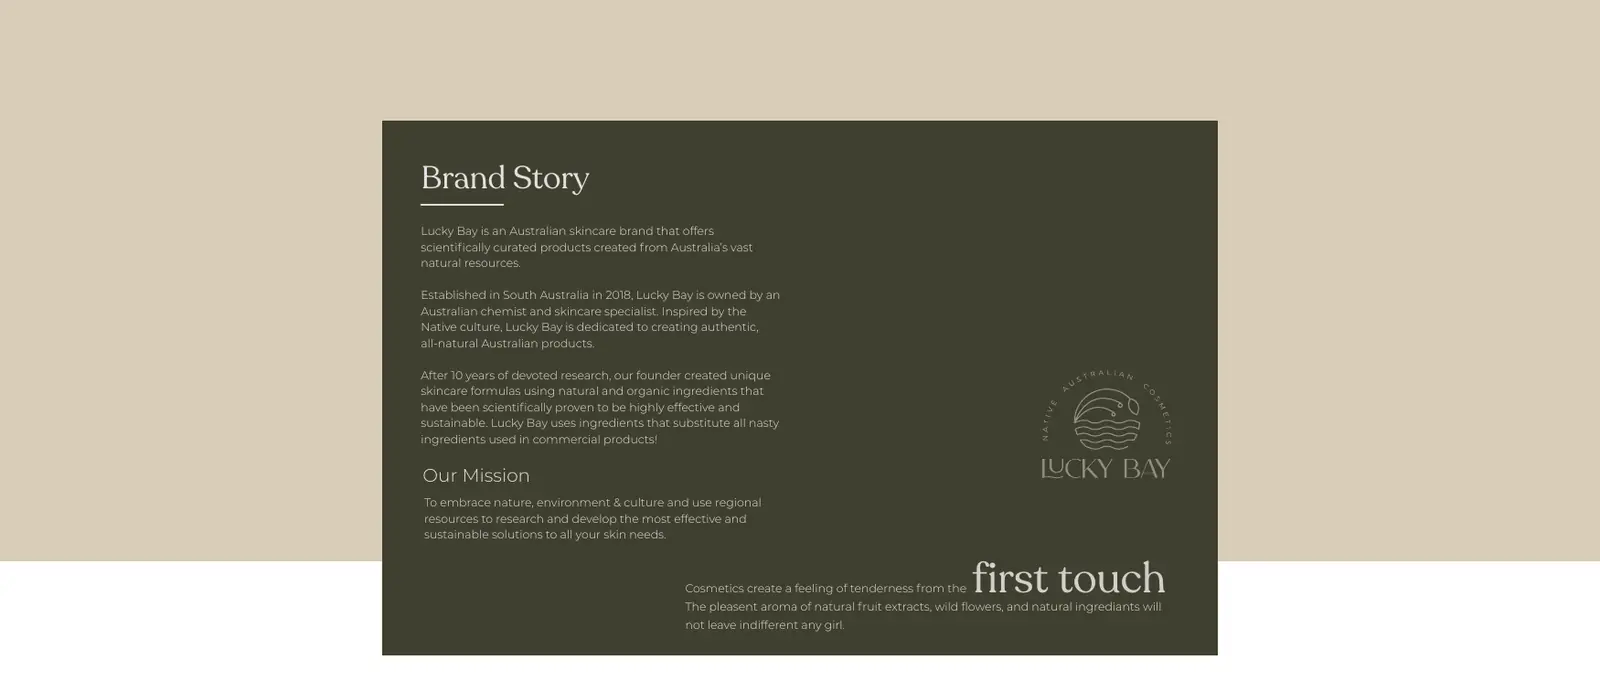 Brand Story
Lucky Bay is an Australian skincare brand that offers
scientifically curated products created from Australia's vast
natural resources.
Established in South Australia in 2018, Lucky Bay is owned by an
Australian chemist and skincare specialist. Inspired by the
Native culture, Lucky Bay is dedicated to creating authentic,
all-natural Australian products.
After 10 years of devoted research, our founder created unique
skincare formulas using natural and organic ingredients that
have been scientifically proven to be highly effective and
sustainable. Lucky Bay uses ingredients that substitute all nasty
ingredients used in commercial products!
NATIVE AUSTRALIAN COSMETICS
LUCKY BAY
Our Mission
To embrace nature, environment & culture and use regional
resources to research and develop the most effective and
sustainable solutions to all your skin needs.
Cosmetics create a feeling of tenderness from the first touch
The pleasent aroma of natural fruit extracts, wild flowers, and natural ingrediants will
not leave indifferent any girl.